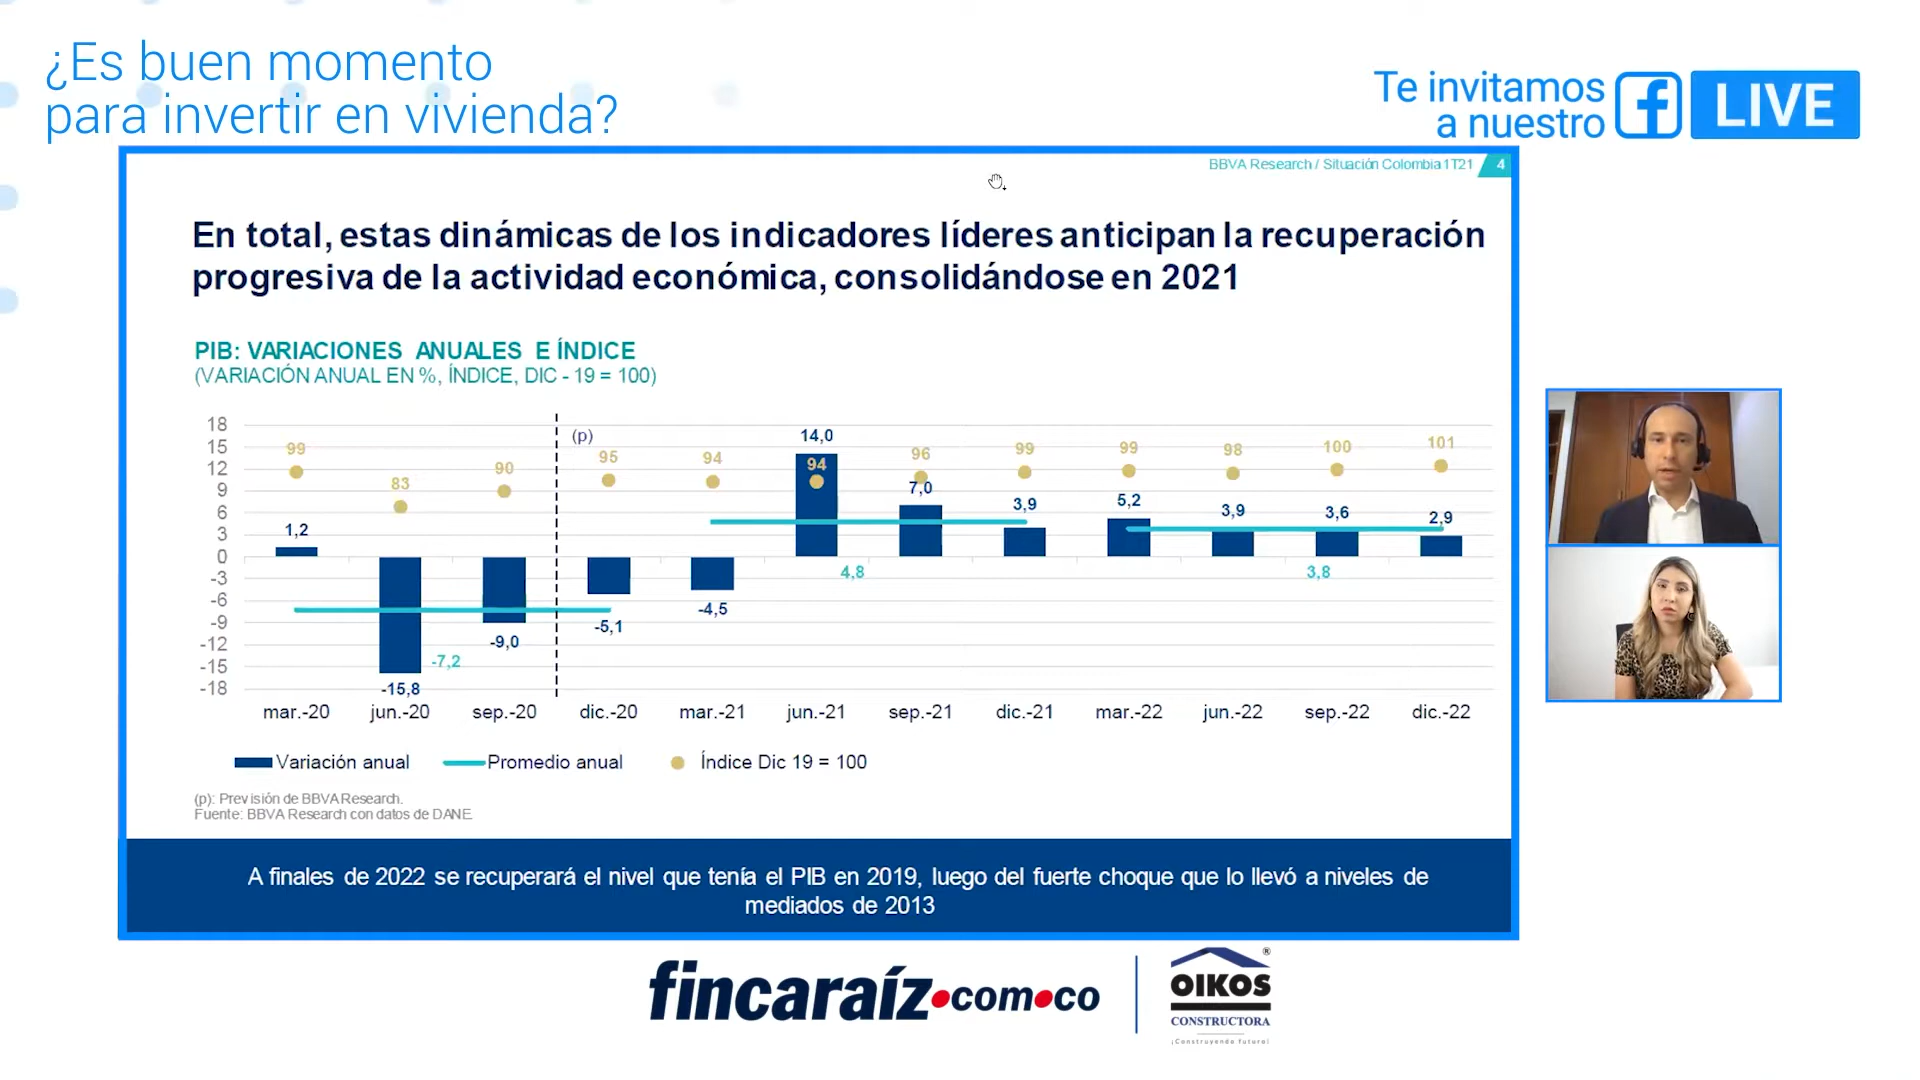 ¿Es buen momento
para invertir en vivienda?
Te invitamos
a nuestro
LIVE
BBVA Research / Situación Colombia 1T21 4
En total, estas dinámicas de los indicadores líderes anticipan la recuperación
progresiva de la actividad económica, consolidándose en 2021
PIB: VARIACIONES ANUALES E ÍNDICE
(VARIACIÓN ANUAL EN %, ÍNDICE, DIC - 19 = 100)
18
15
12
9
6
3
0
-3
-6
-9
-12
-15
-18
(p)
99
83
90
95
94
94
96
99
99
98
100
101
1,2
-15,8
-9,0
-5,1
-4,5
14,0
7,0
3,9
5,2
3,9
3,6
2,9
-7,2
4,8
3,8
mar.-20 jun.-20 sep.-20 dic.-20 mar.-21 jun.-21 sep.-21 dic.-21 mar.-22 jun.-22 sep.-22 dic.-22
Variación anual Promedio anual Índice Dic 19 = 100
(p): Previsión de BBVA Research.
Fuente: BBVA Research con datos de DANE.
A finales de 2022 se recuperará el nivel que tenía el PIB en 2019, luego del fuerte choque que lo llevó a niveles de
mediados de 2013
fincaraíz.com.co
OIKOS ®
CONSTRUCTORA
¡Construyendo futuro!